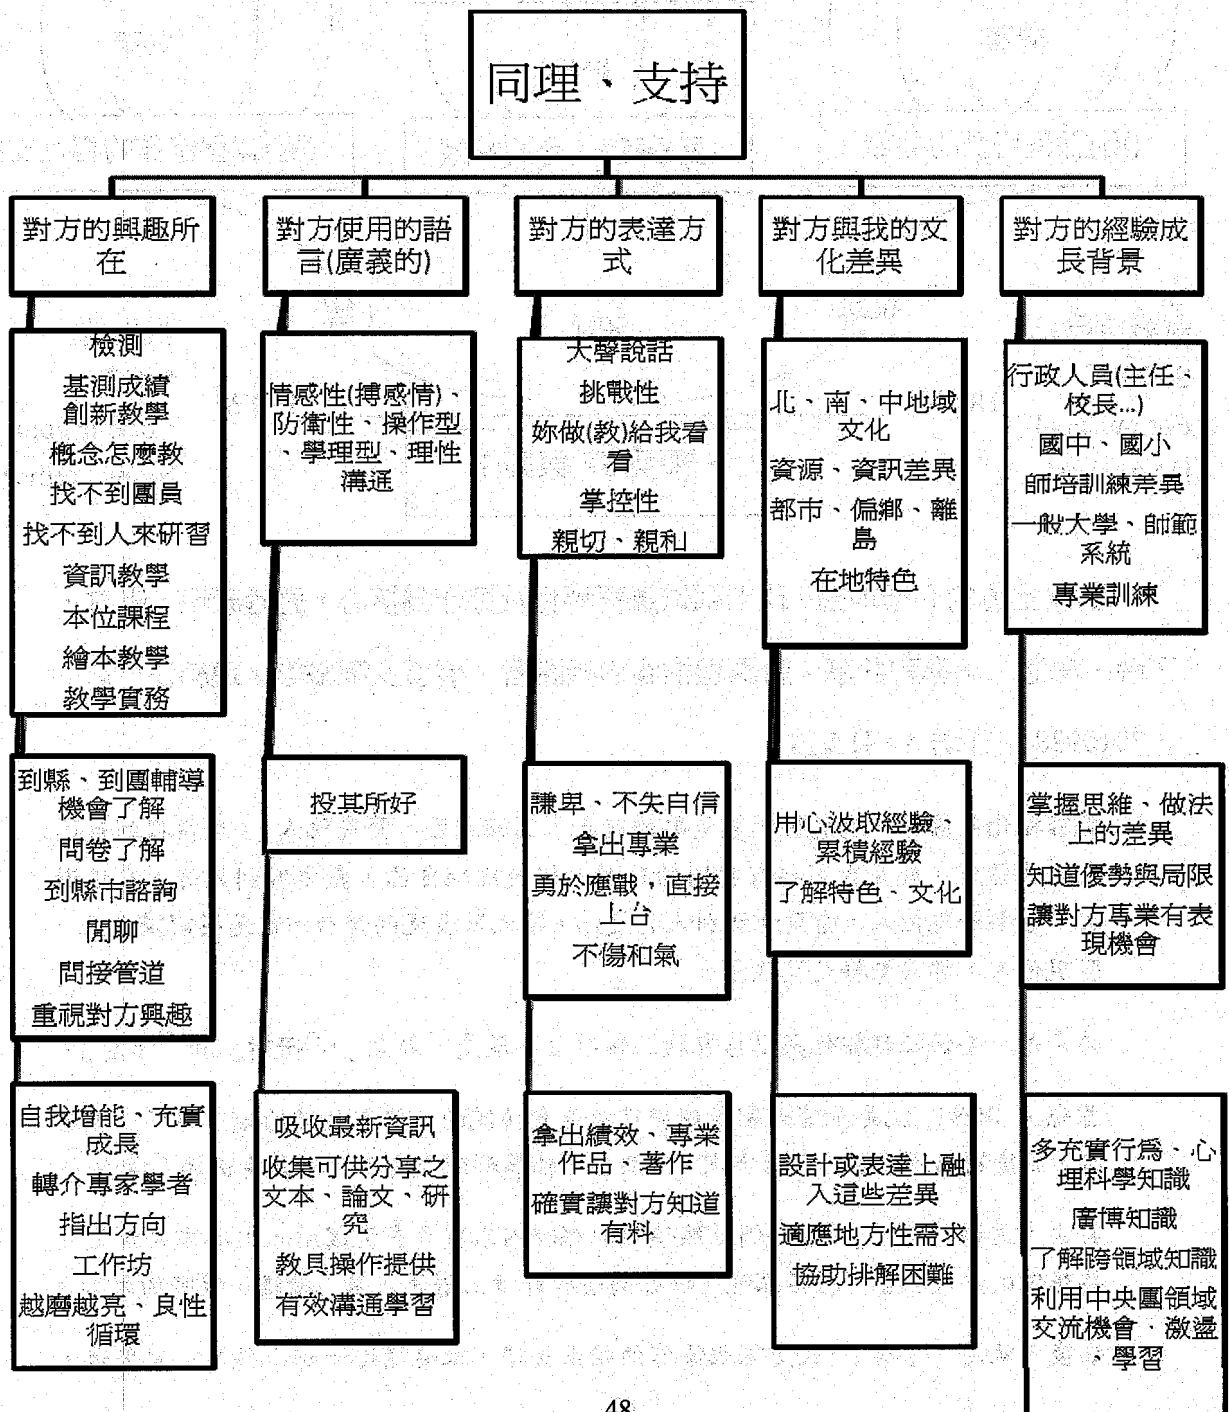 同理、支持
對方的興趣所
在
檢測
基測成績
創新教學
概念怎麼教
找不到團員
找不到人來研習
資訊教學
本位課程
繪本教學
教學實務
到縣、到團輔導
機會了解
問卷了解
到縣市諮詢
閒聊
間接管道
重視對方興趣
自我增能、充實
成長
轉介專家學者
指出方向
工作坊
越磨越亮、良性
循環
對方使用的語
言(廣義的)
情感性(搏感情)、
防衛性、操作型
、學理型、理性
溝通
投其所好
吸收最新資訊
收集可供分享之
文本、論文、研
究
教具操作提供
有效溝通學習
對方的表達方
式
大聲說話
挑戰性
妳做(教)給我看
看
掌控性
親切、親和
謙卑、不失自信
拿出專業
勇於應戰，直接
上台
不傷和氣
拿出績效、專業
作品、著作
確實讓對方知道
有料
對方與我的文
化差異
北、南、中地域
文化
資源、資訊差異
都市、偏鄉、離
島
在地特色
用心汲取經驗、
累積經驗
了解特色、文化
設計或表達上融
入這些差異
適應地方性需求
協助排解困難
對方的經驗成
長背景
行政人員(主任、
校長...)
國中、國小
師培訓練差異
一般大學、師範
系統
專業訓練
掌握思維、做法
上的差異
知道優勢與局限
讓對方專業有表
現機會
多充實行為、心
理科學知識
廣博知識
了解跨領域知識
利用中央團領域
交流機會、激盪
、學習
48